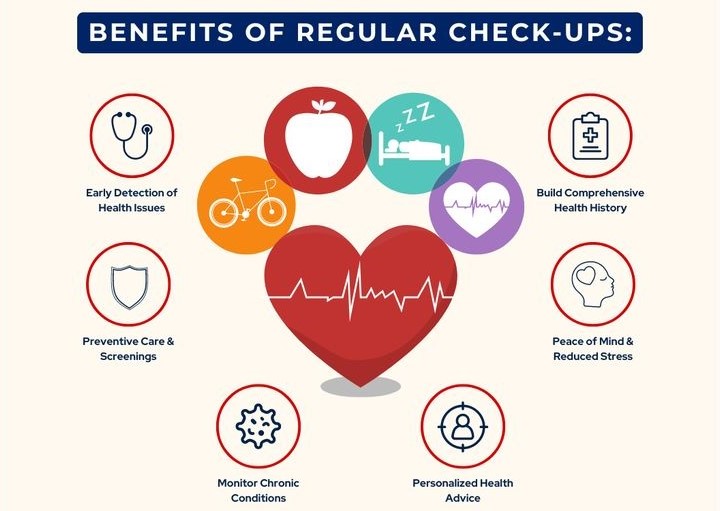 BENEFITS OF REGULAR CHECK-UPS:
zzZZ
Early Detection of
Health Issues
Build Comprehensive
Health History
Preventive Care &
Screenings
Peace of Mind &
Reduced Stress
Monitor Chronic
Conditions
Personalized Health
Advice